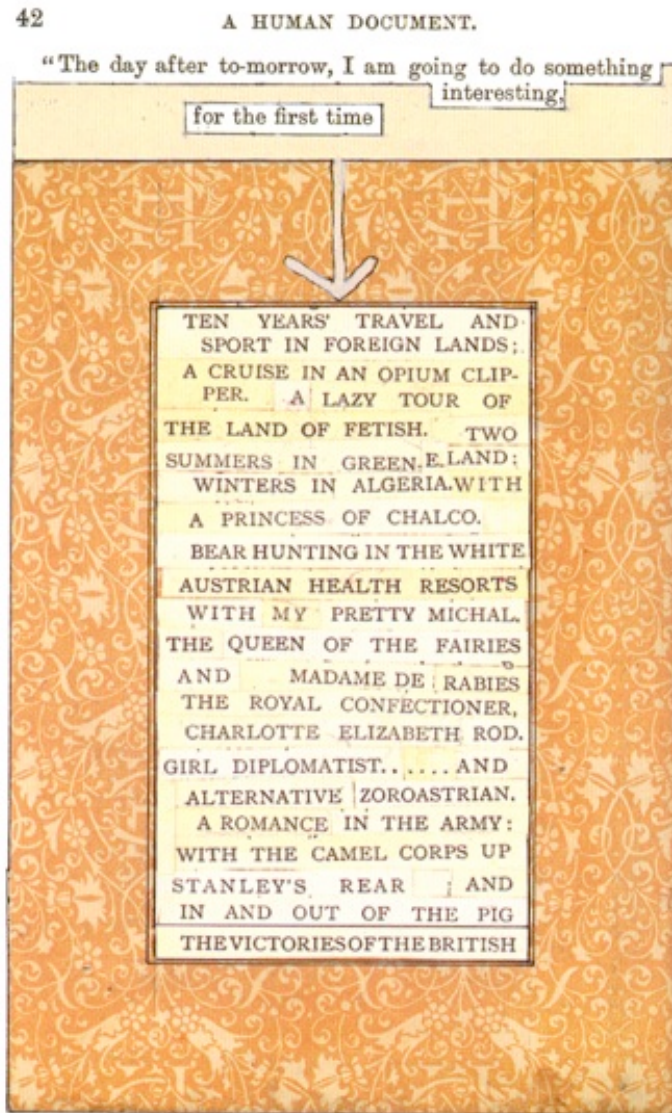 42
A HUMAN DOCUMENT.
"The day after to-morrow, I am going to do something
interesting,
for the first time
TEN YEARS' TRAVEL AND
SPORT IN FOREIGN LANDS;
A CRUISE IN AN OPIUM CLIP-
PER. A LAZY TOUR OF
THE LAND OF FETISH. TWO
SUMMERS IN GREEN.E.LAND:
WINTERS IN ALGERIA.WITH
A PRINCESS OF CHALCO.
BEAR HUNTING IN THE WHITE
AUSTRIAN HEALTH RESORTS
WITH MY PRETTY MICHAL.
THE QUEEN OF THE FAIRIES
AND MADAME DE RABIES
THE ROYAL CONFECTIONER,
CHARLOTTE ELIZABETH ROD.
GIRL DIPLOMATIST...... AND
ALTERNATIVE ZOROASTRIAN.
A ROMANCE IN THE ARMY:
WITH THE CAMEL CORPS UP
STANLEY'S REAR ; AND
IN AND OUT OF THE PIG
THE VICTORIES OF THE BRITISH